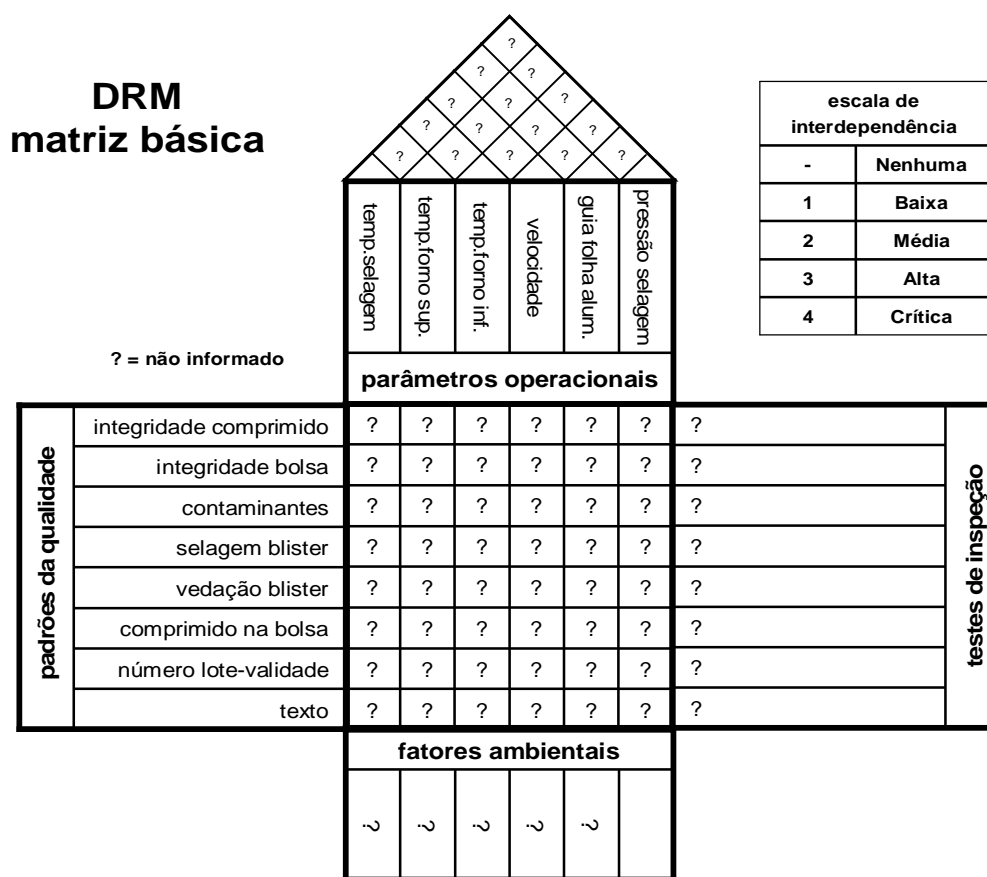 DRM
matriz básica
?
? ?
? ? ?
? ? ? ?
? ? ? ? ?
escala de
interdependência
- Nenhuma
1 Baixa
2 Média
3 Alta
4 Crítica
temp.selagem
temp.forno sup.
temp.forno inf.
velocidade
guia folha alum.
pressão selagem
? = não informado
parâmetros operacionais
padrões da qualidade
integridade comprimido ? ? ? ? ? ? ?
integridade bolsa ? ? ? ? ? ? ?
contaminantes ? ? ? ? ? ? ?
selagem blister ? ? ? ? ? ? ?
vedação blister ? ? ? ? ? ? ?
comprimido na bolsa ? ? ? ? ? ? ?
número lote-validade ? ? ? ? ? ? ?
texto ? ? ? ? ? ? ?
testes de inspeção
fatores ambientais
? ? ? ? ?